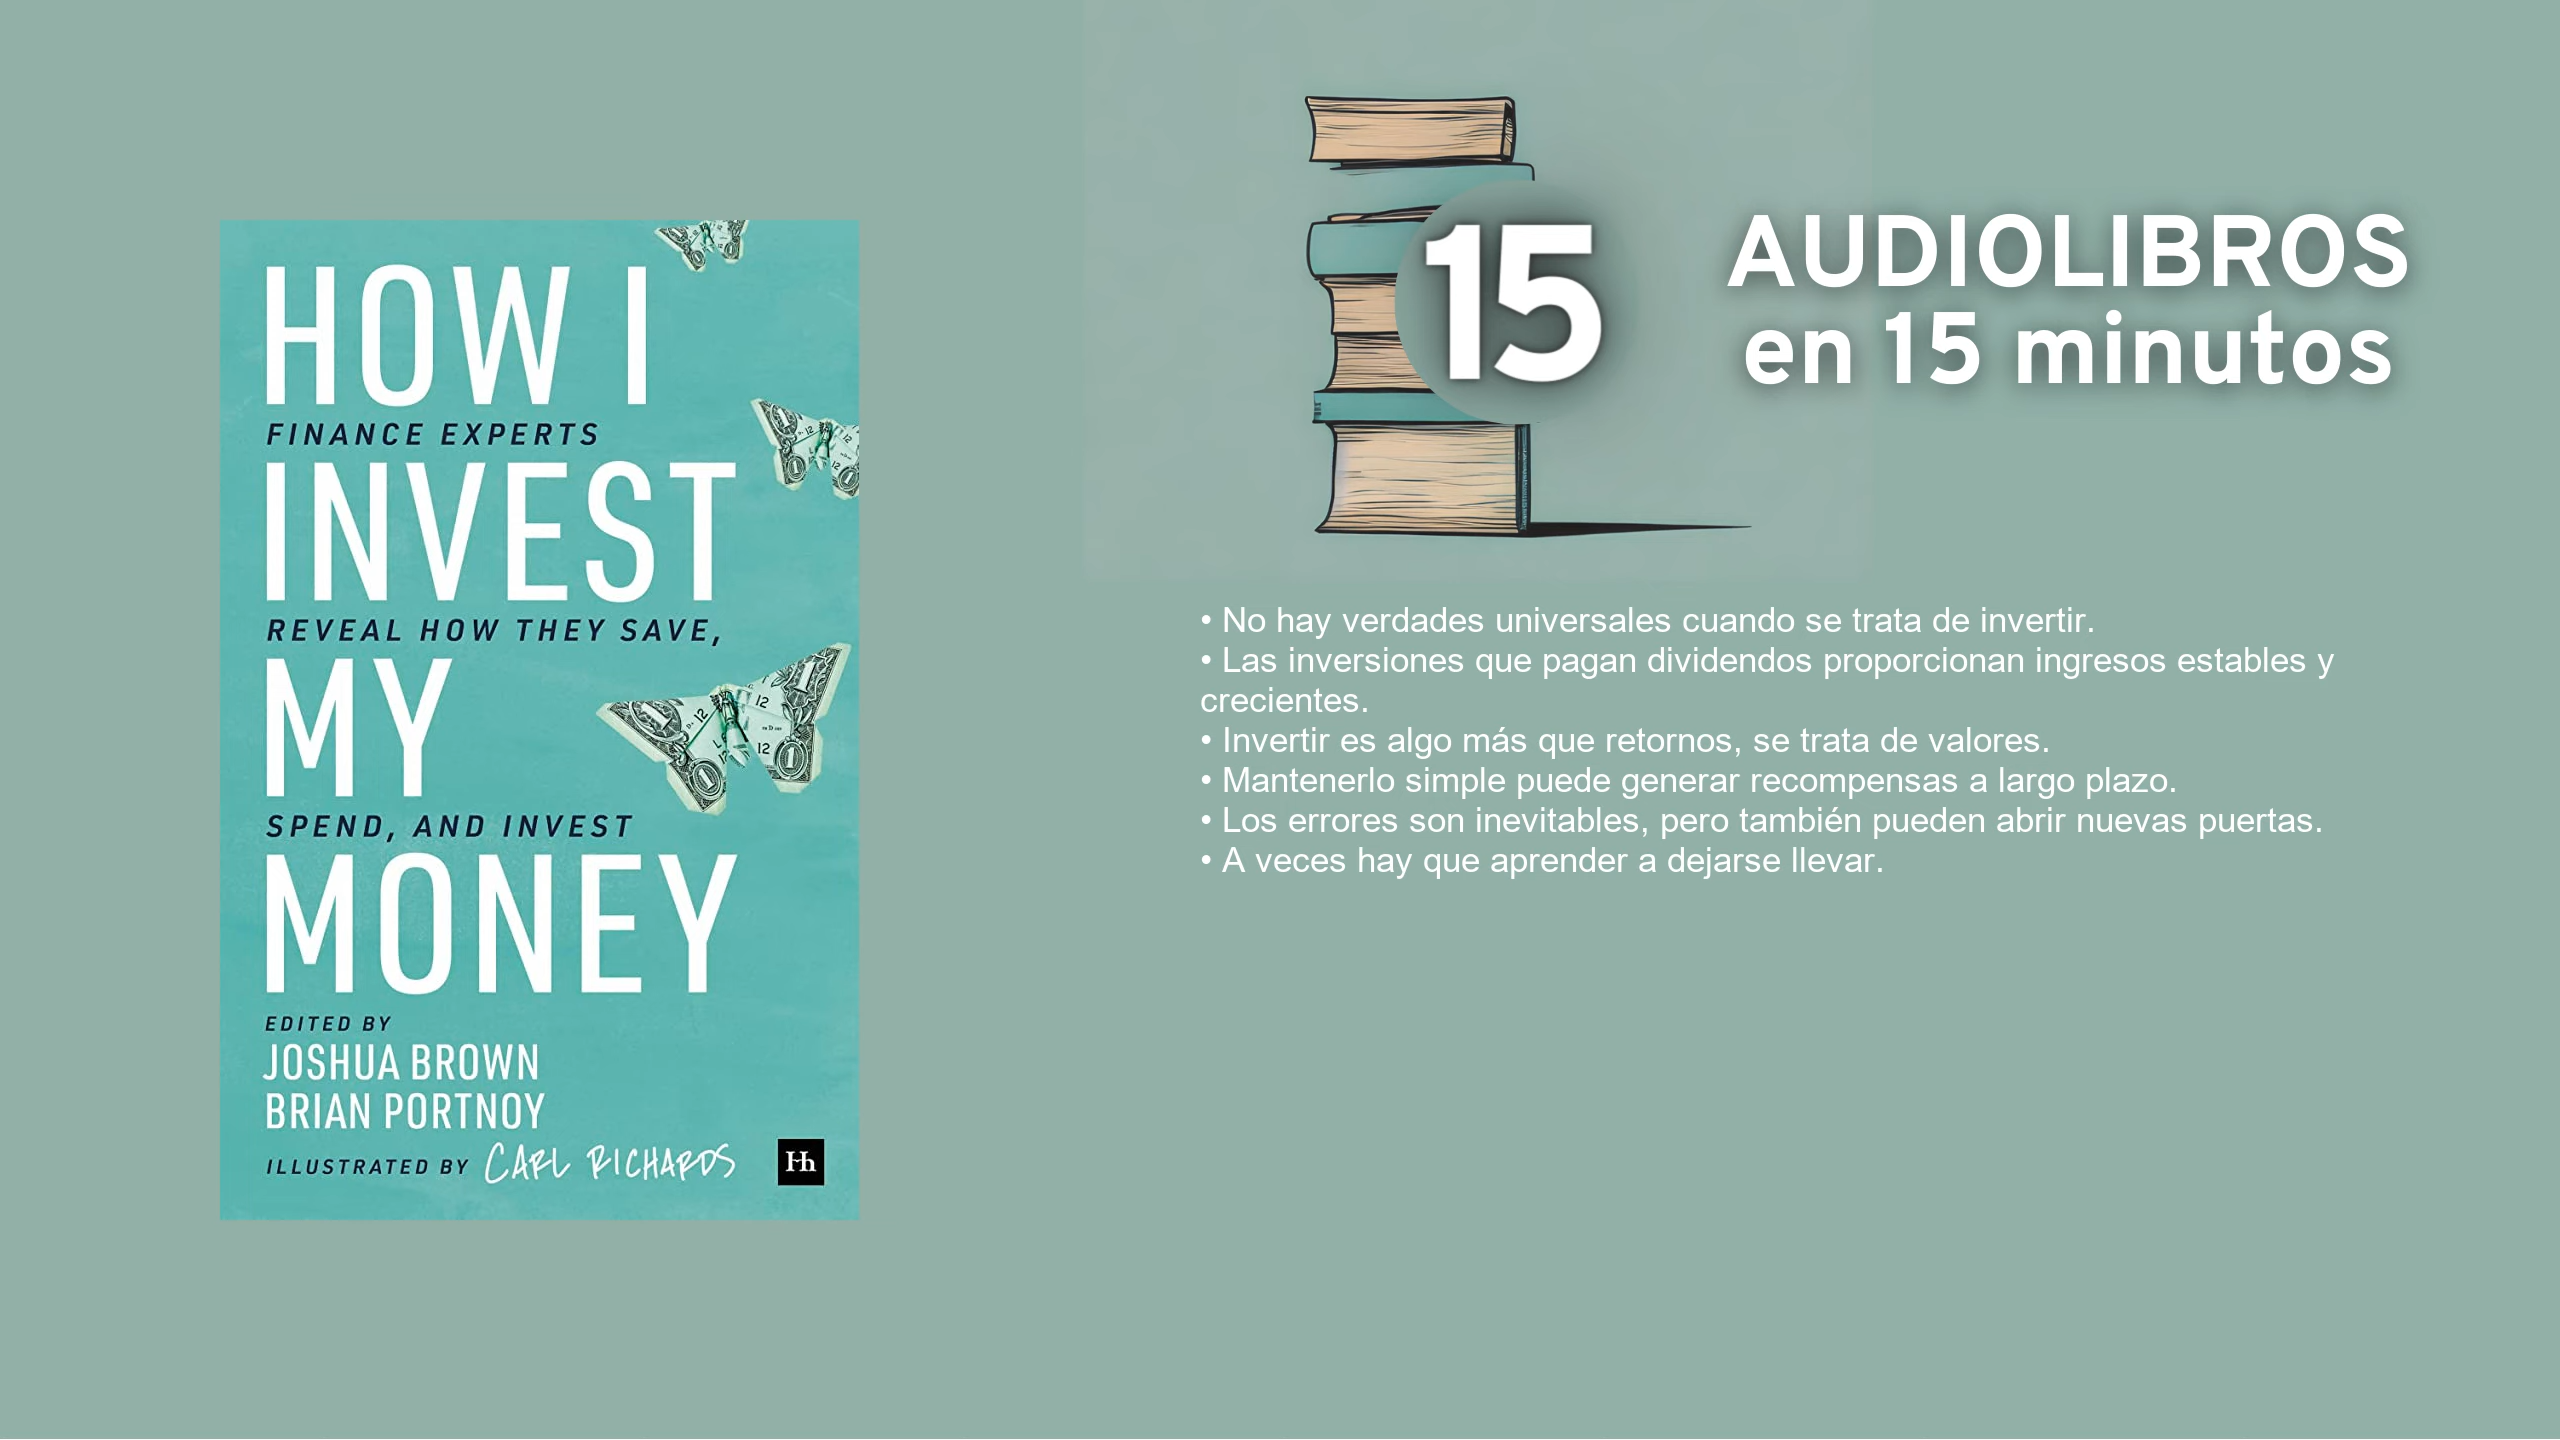 HOW I
FINANCE EXPERTS
INVEST
REVEAL HOW THEY SAVE,
MY
SPEND, AND INVEST
MONEY
EDITED BY
JOSHUA BROWN
BRIAN PORTNOY
ILLUSTRATED BY CARL RICHARDS
Hh
15
AUDIOLIBROS
en 15 minutos
• No hay verdades universales cuando se trata de invertir.
• Las inversiones que pagan dividendos proporcionan ingresos estables y
crecientes.
• Invertir es algo más que retornos, se trata de valores.
• Mantenerlo simple puede generar recompensas a largo plazo.
• Los errores son inevitables, pero también pueden abrir nuevas puertas.
• A veces hay que aprender a dejarse llevar.